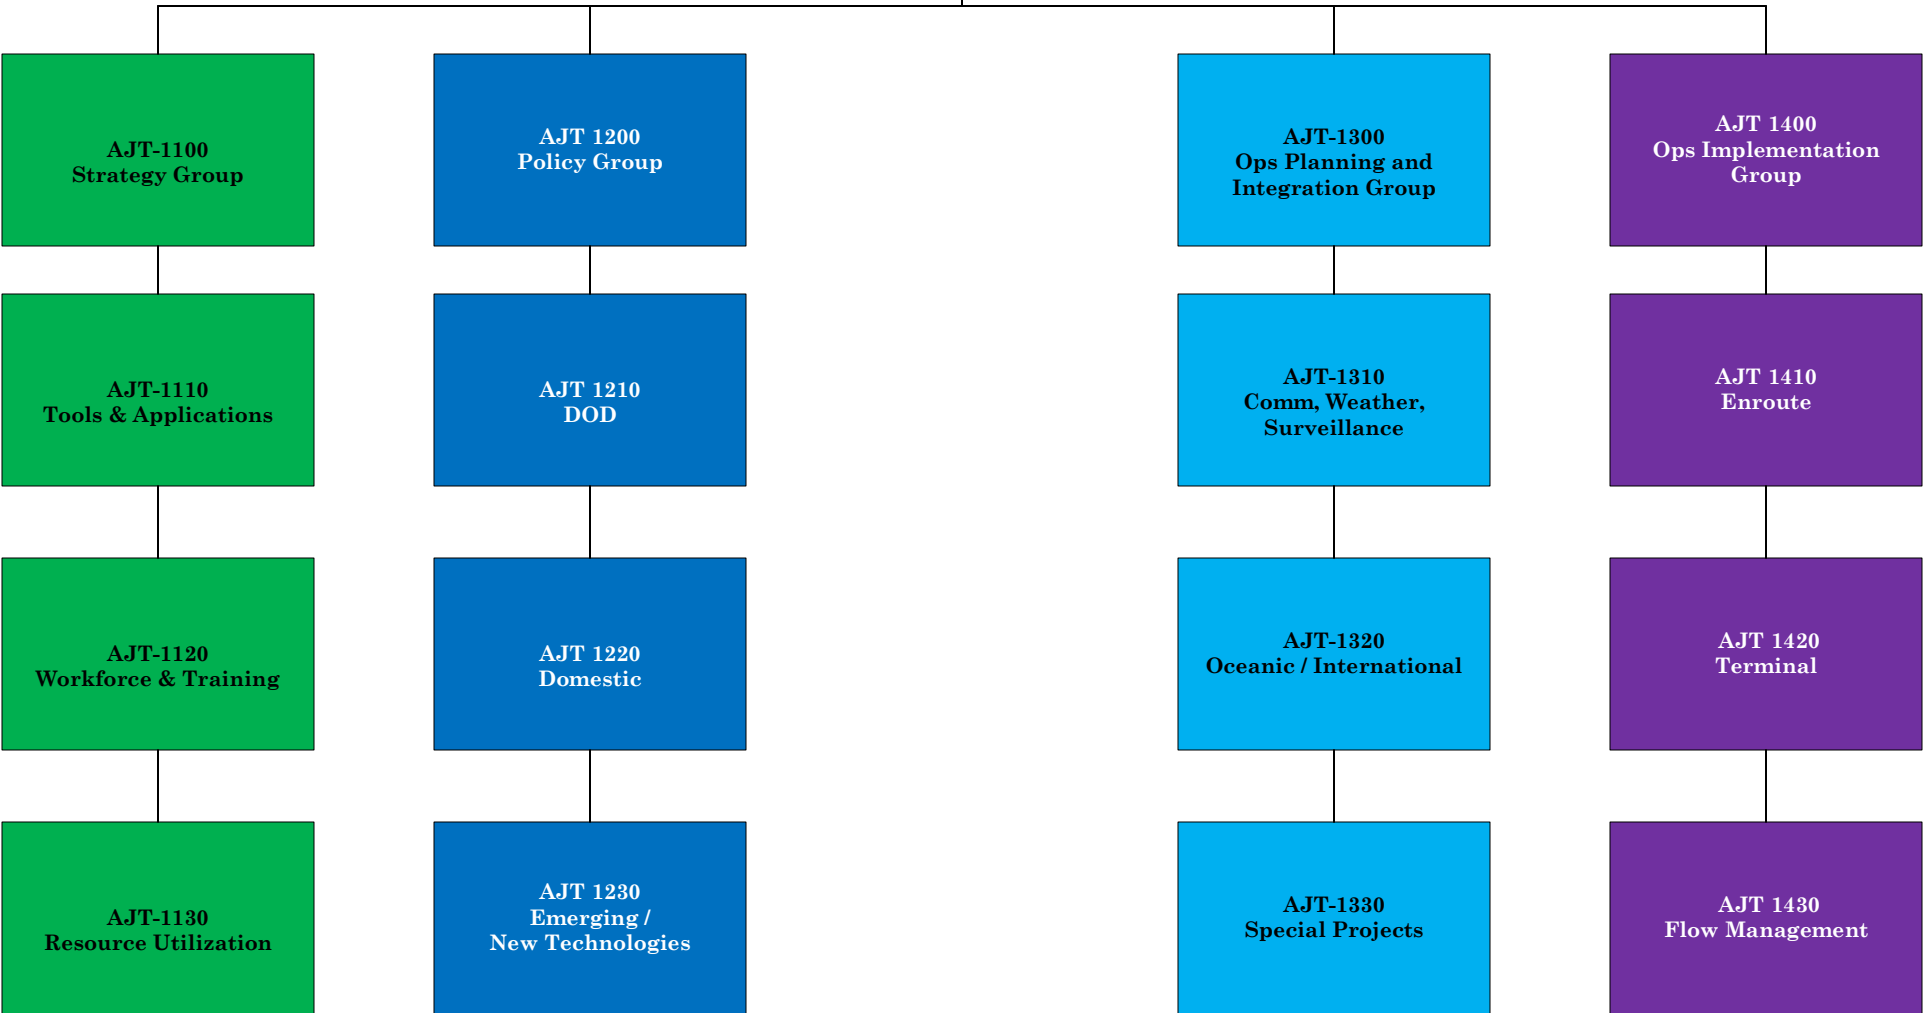 AJT-1100
Strategy Group
AJT 1200
Policy Group
AJT-1300
Ops Planning and
Integration Group
AJT 1400
Ops Implementation
Group
AJT-1110
Tools & Applications
AJT 1210
DOD
AJT-1310
Comm, Weather,
Surveillance
AJT 1410
Enroute
AJT-1120
Workforce & Training
AJT 1220
Domestic
AJT-1320
Oceanic / International
AJT 1420
Terminal
AJT-1130
Resource Utilization
AJT 1230
Emerging /
New Technologies
AJT-1330
Special Projects
AJT 1430
Flow Management